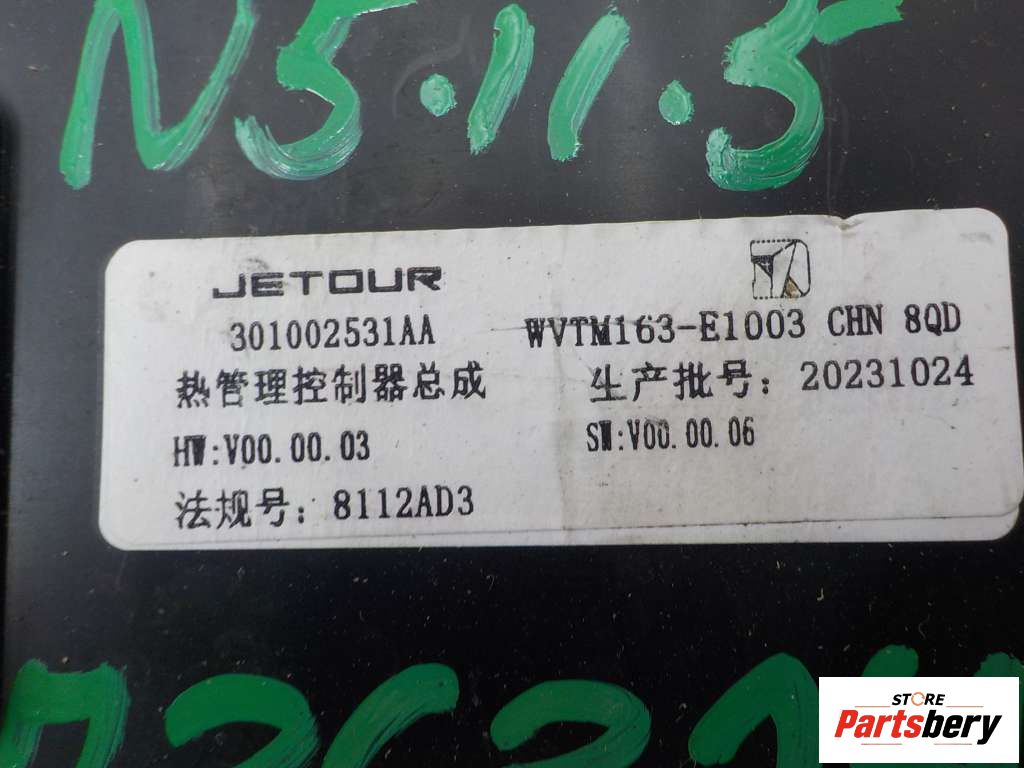 N5.11.5
JETOUR
301002531AA
WVTM163-E1003 CHN 8QD
热管理控制器总成
生产批号: 20231024
HW:V00.00.03
SW:V00.00.06
法规号: 8112AD3
STORE
Partsbery